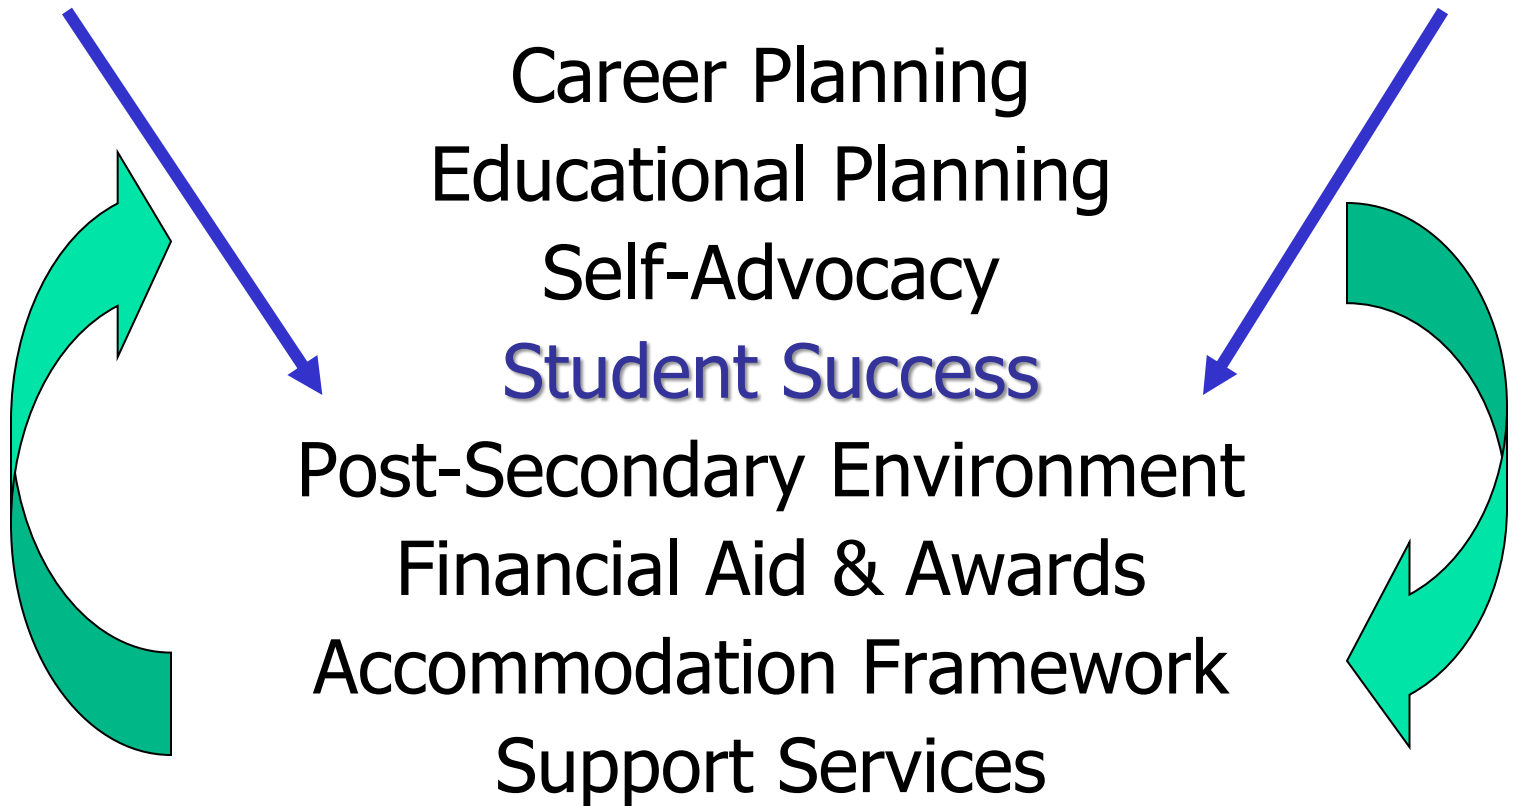 Career Planning
Educational Planning
Self-Advocacy
Student Success
Post-Secondary Environment
Financial Aid & Awards
Accommodation Framework
Support Services